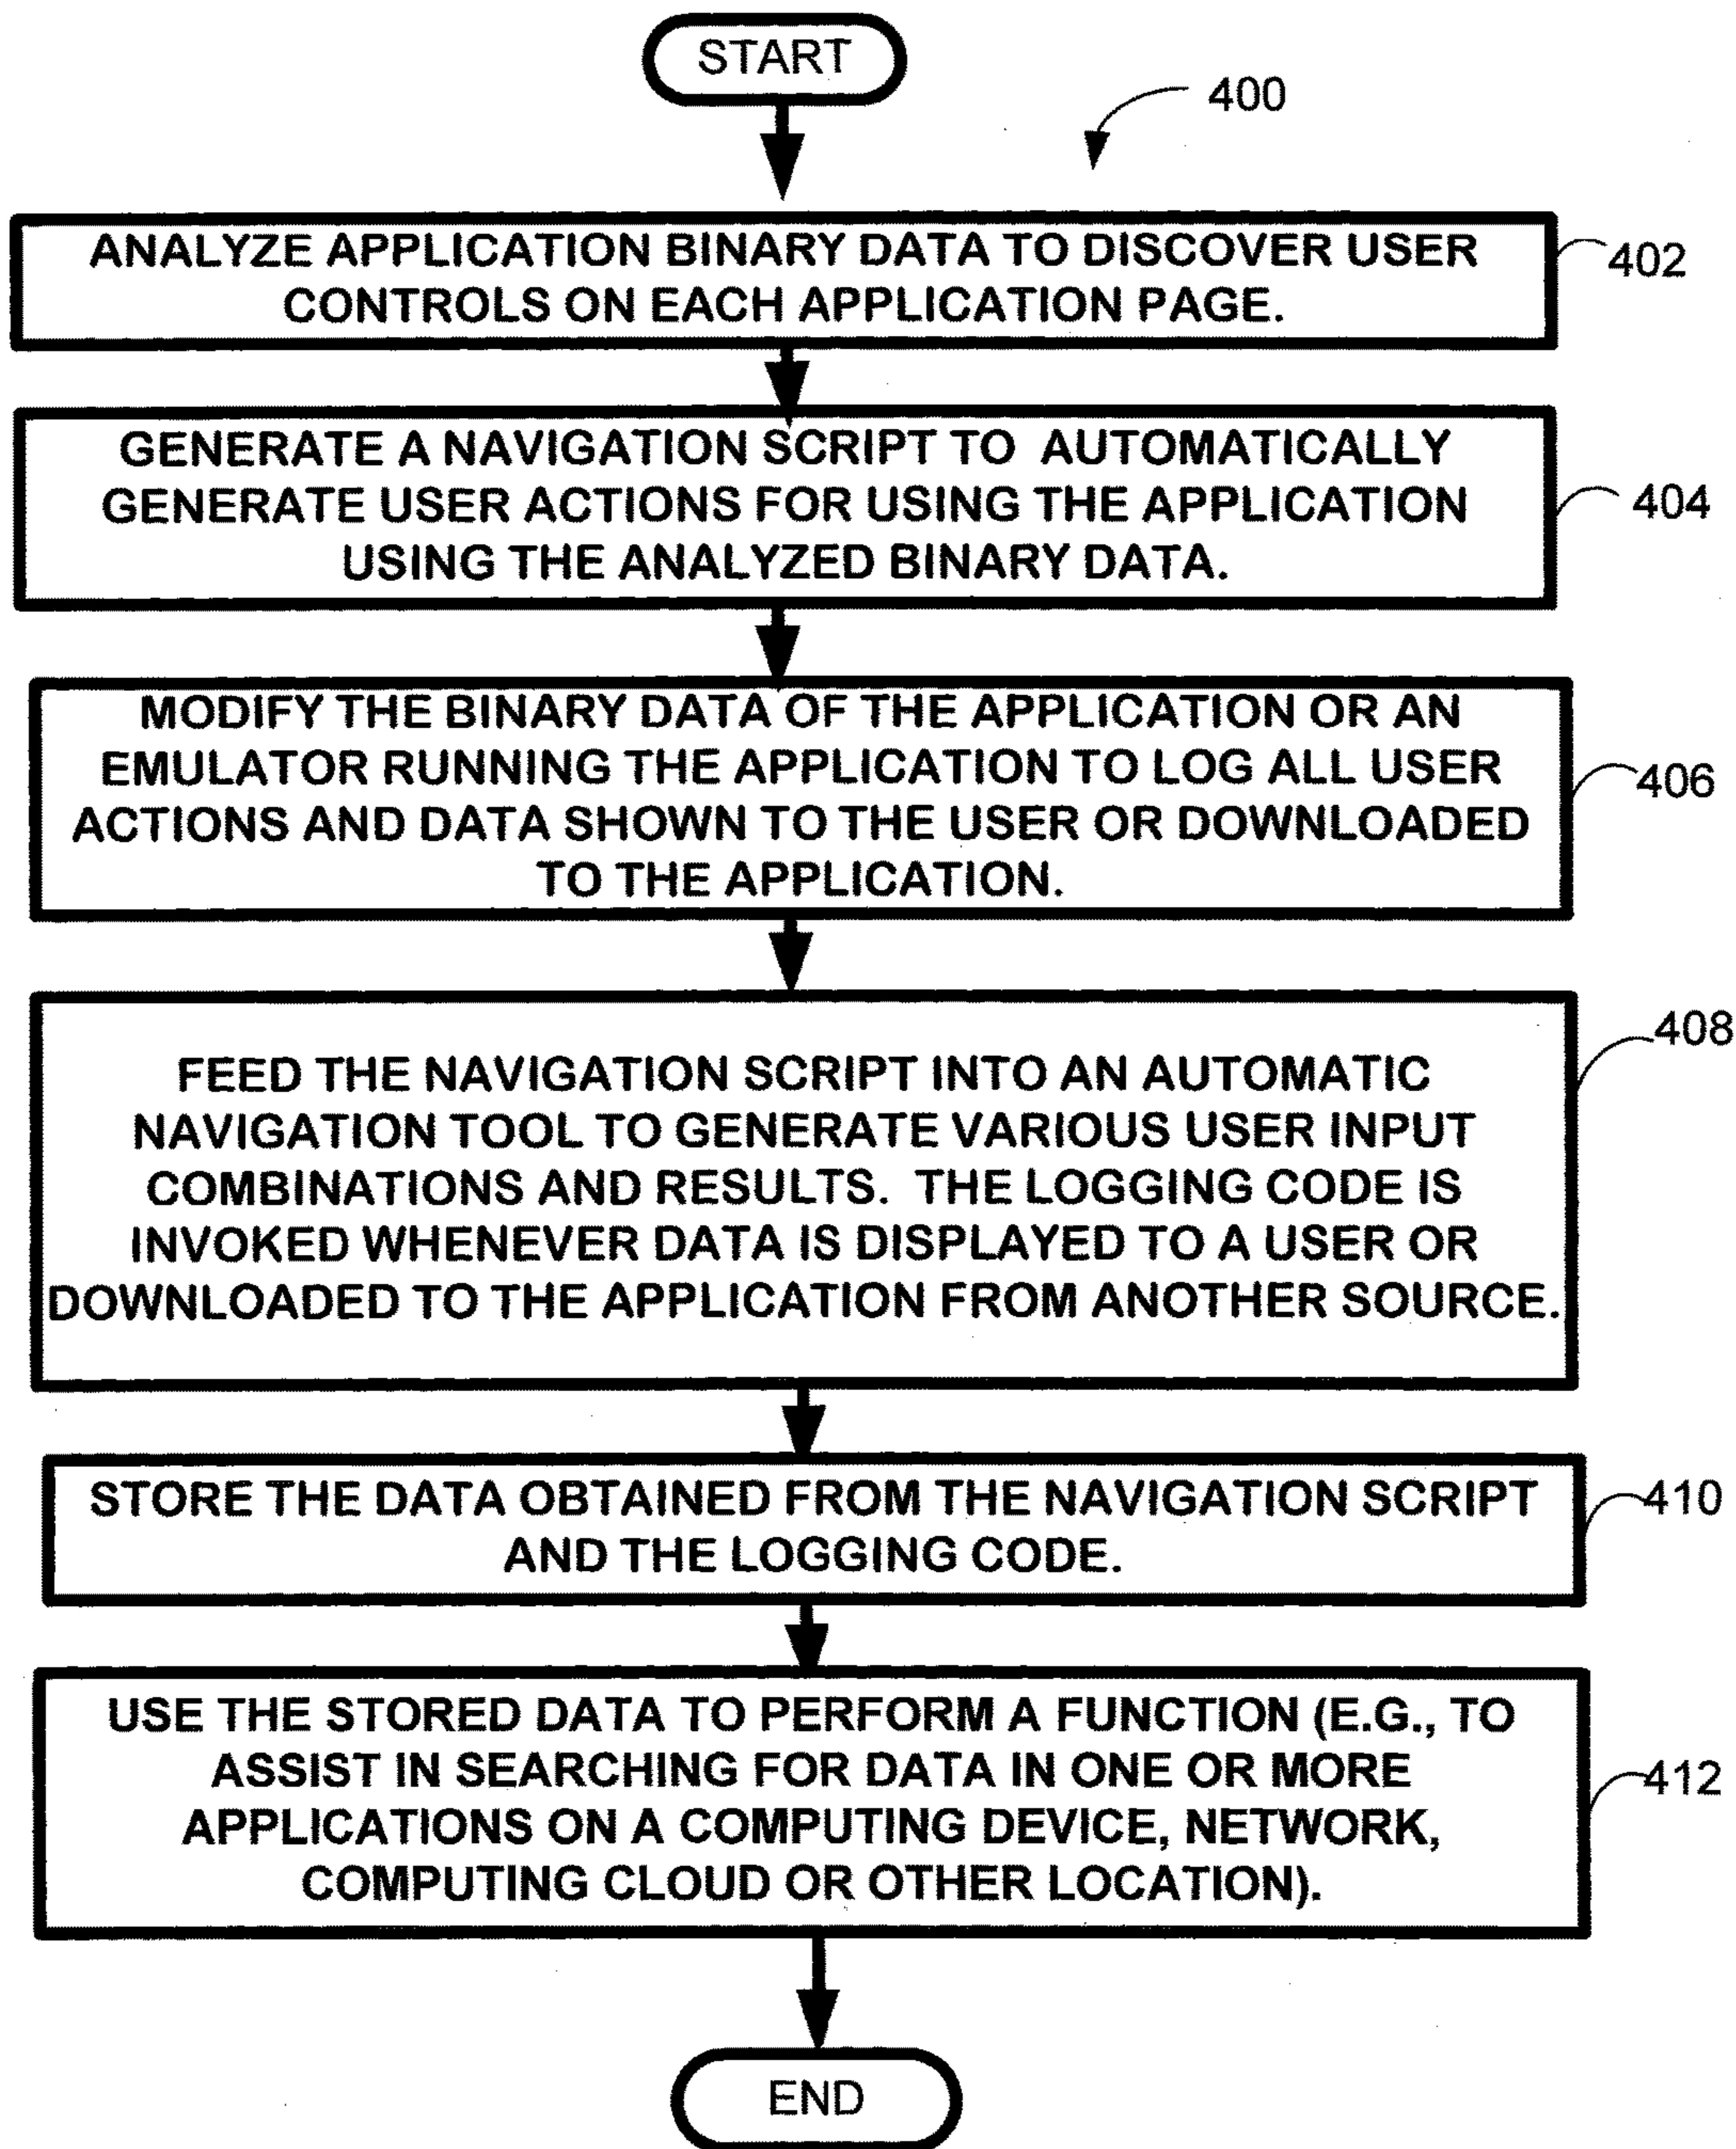 START
400
ANALYZE APPLICATION BINARY DATA TO DISCOVER USER
CONTROLS ON EACH APPLICATION PAGE.
402
GENERATE A NAVIGATION SCRIPT TO AUTOMATICALLY
GENERATE USER ACTIONS FOR USING THE APPLICATION
USING THE ANALYZED BINARY DATA.
404
MODIFY THE BINARY DATA OF THE APPLICATION OR AN
EMULATOR RUNNING THE APPLICATION TO LOG ALL USER
ACTIONS AND DATA SHOWN TO THE USER OR DOWNLOADED
TO THE APPLICATION.
406
FEED THE NAVIGATION SCRIPT INTO AN AUTOMATIC
NAVIGATION TOOL TO GENERATE VARIOUS USER INPUT
COMBINATIONS AND RESULTS. THE LOGGING CODE IS
INVOKED WHENEVER DATA IS DISPLAYED TO A USER OR
DOWNLOADED TO THE APPLICATION FROM ANOTHER SOURCE.
408
STORE THE DATA OBTAINED FROM THE NAVIGATION SCRIPT
AND THE LOGGING CODE.
410
USE THE STORED DATA TO PERFORM A FUNCTION (E.G., TO
ASSIST IN SEARCHING FOR DATA IN ONE OR MORE
APPLICATIONS ON A COMPUTING DEVICE, NETWORK,
COMPUTING CLOUD OR OTHER LOCATION).
412
END